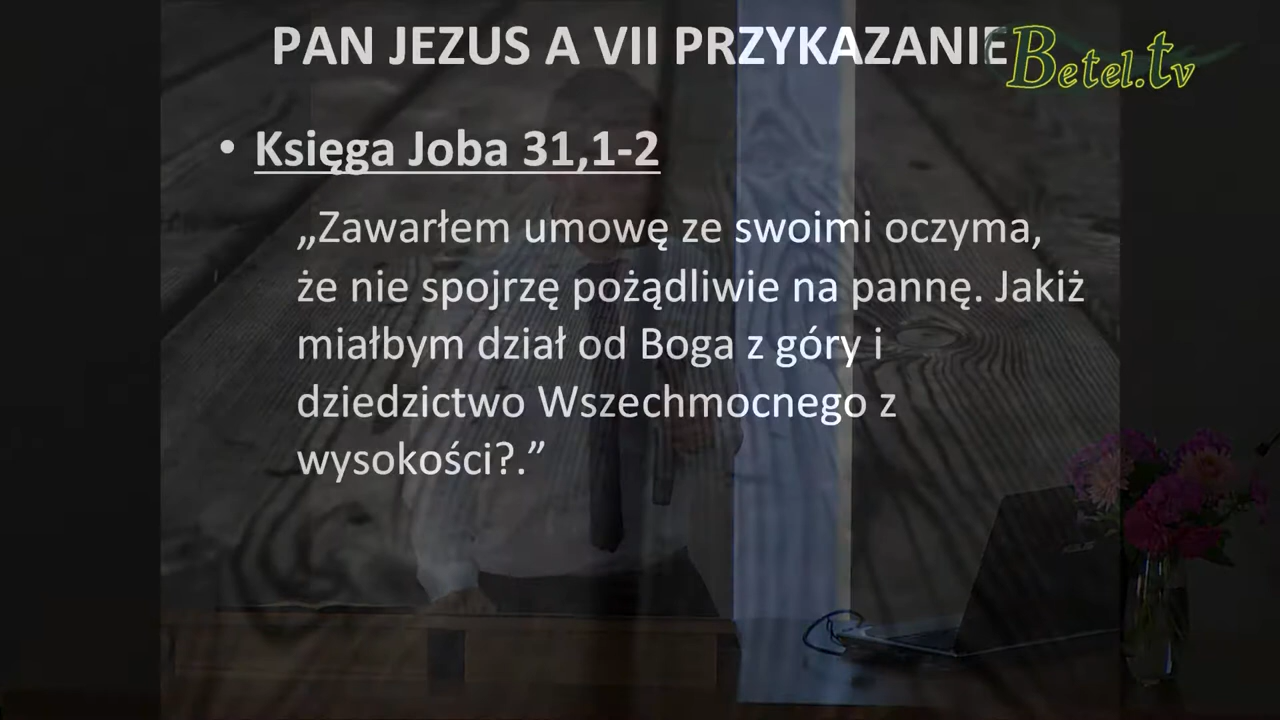 PAN JEZUS A VII PRZYKAZANIE
Betel.tv
• Księga Joba 31,1-2
„Zawarłem umowę ze swoimi oczyma,
że nie spojrzę pożądliwie na pannę. Jakiż
miałbym dział od Boga z góry i
dziedzictwo Wszechmocnego z
wysokości?.”